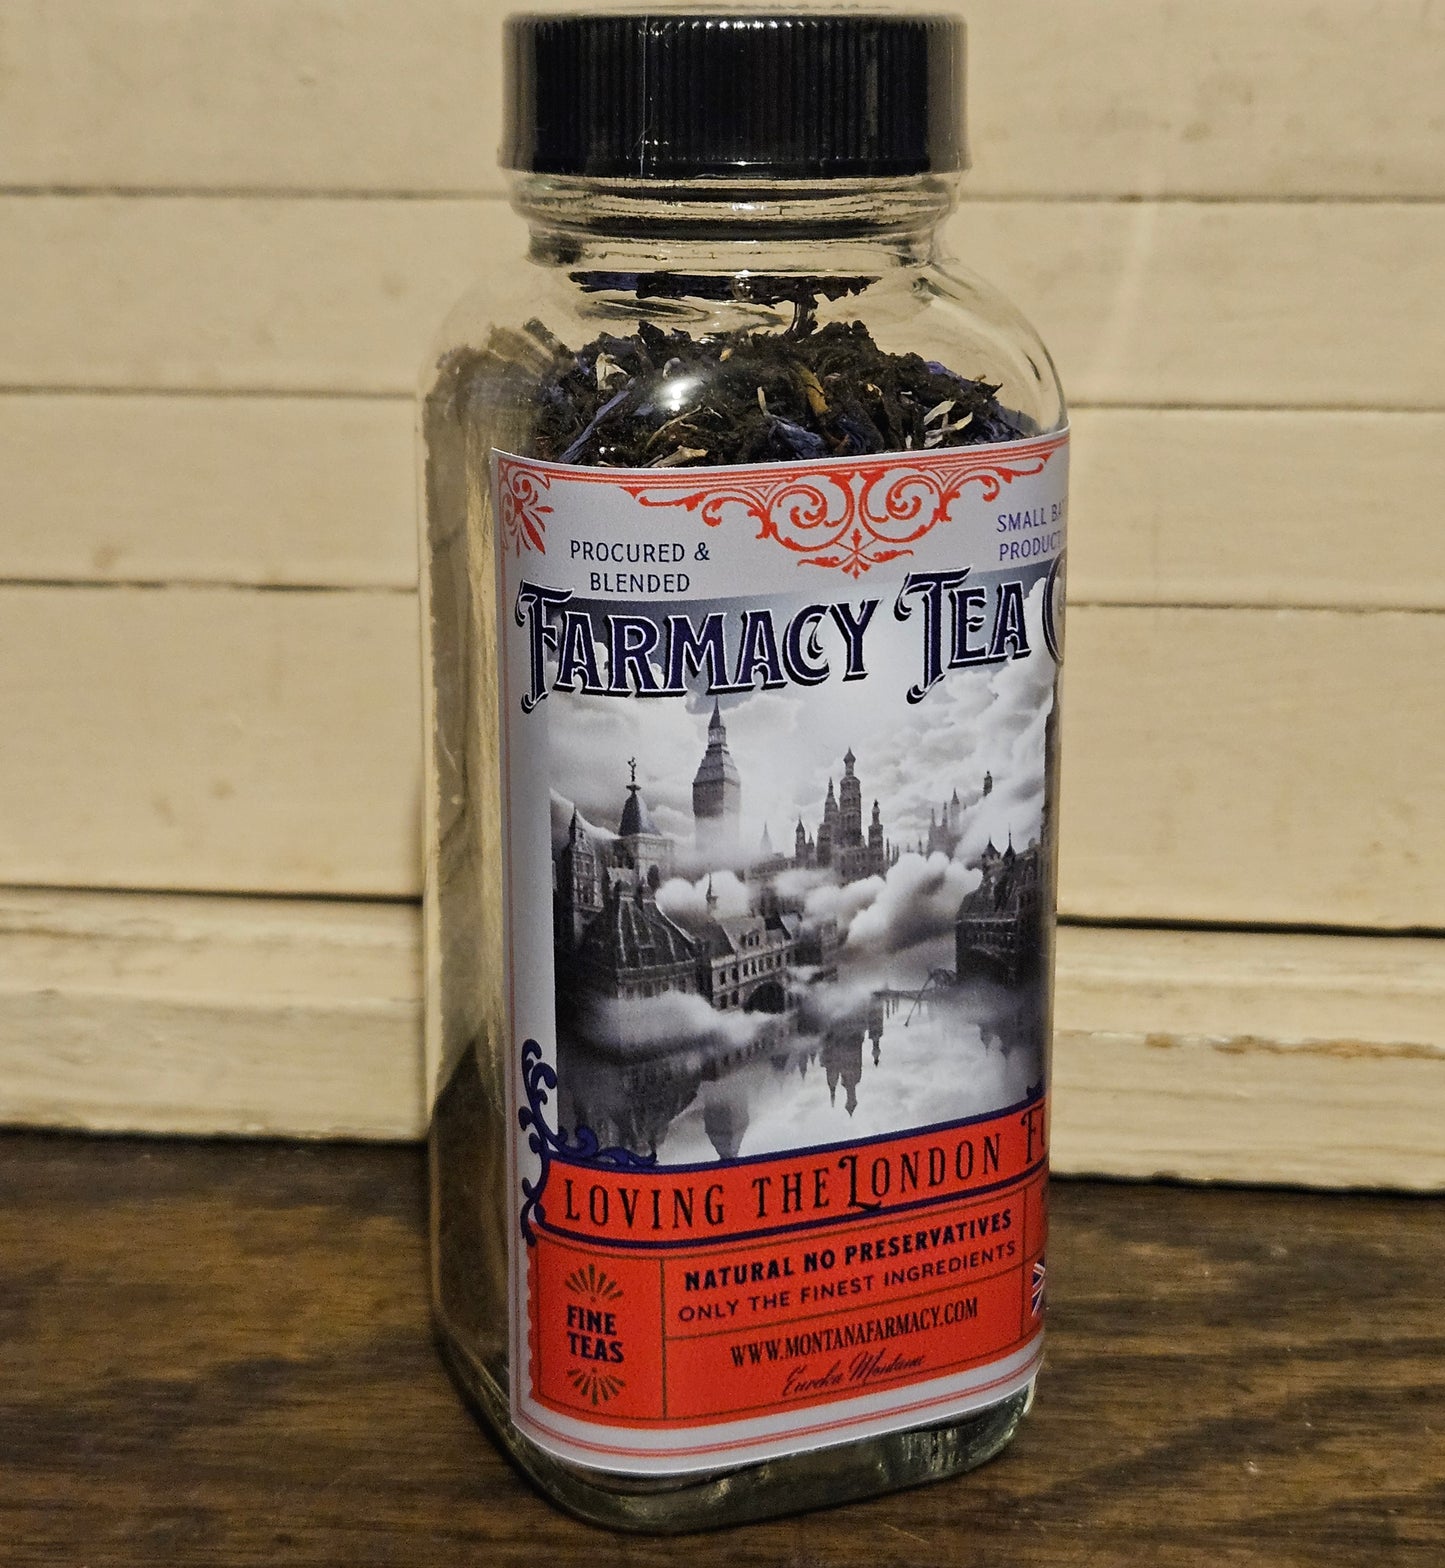 PROCURED &
BLENDED
SMALL
PRODUCT
FARMACY TEA
LOVING THE LONDON
NATURAL NO PRESERVATIVES
ONLY THE FINEST INGREDIENTS
FINE
TEAS
WWW.MONTANAFARMACY.COM
Eureka Montana